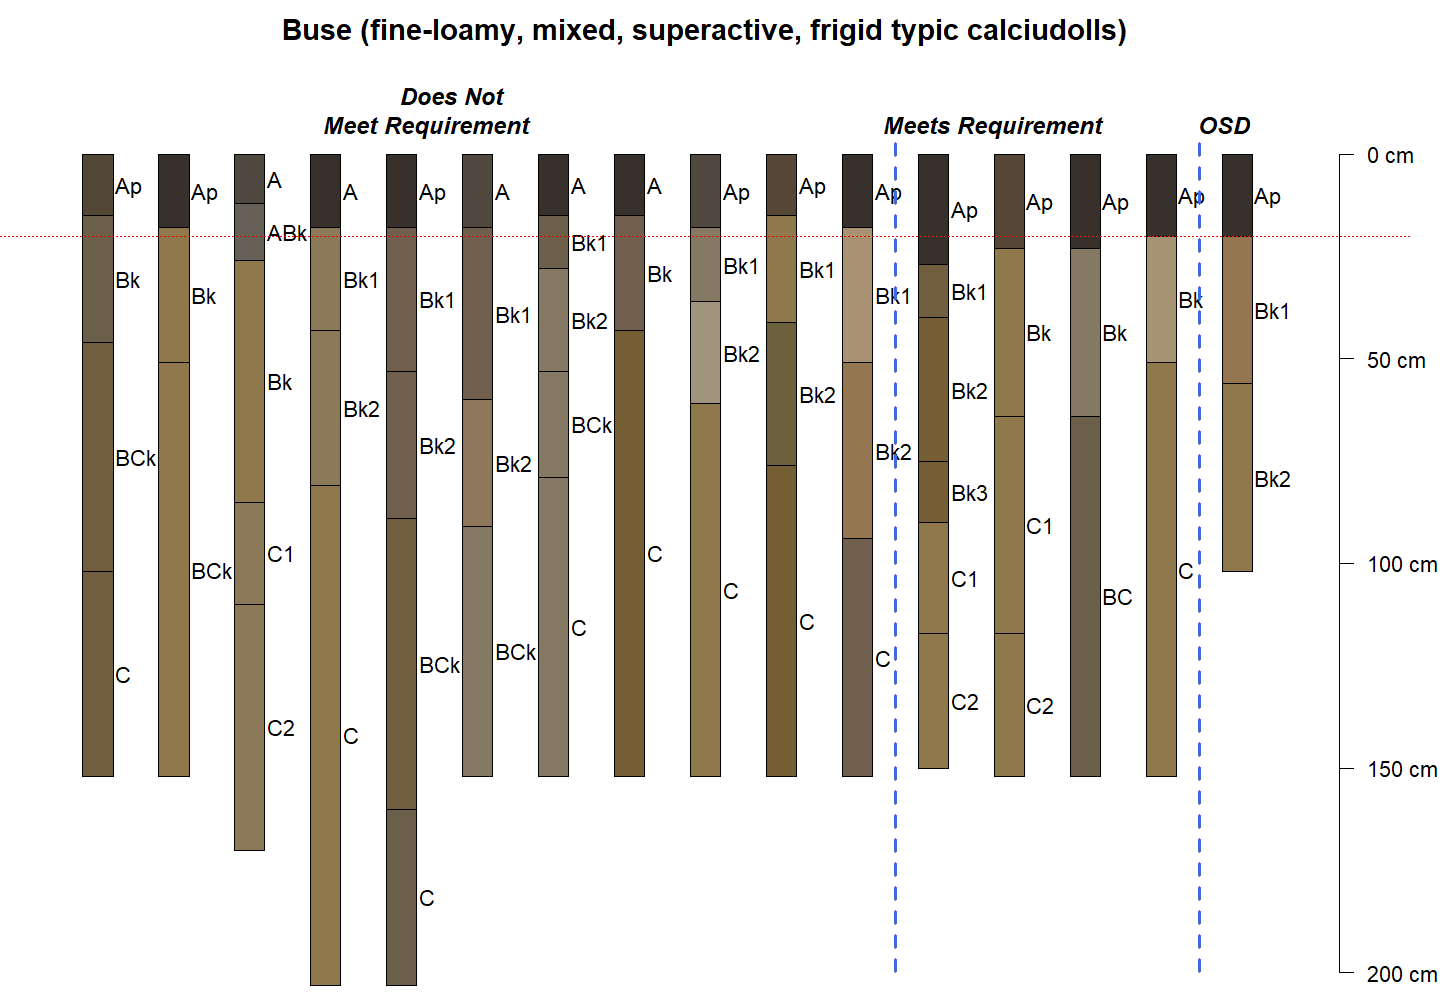 Buse (fine-loamy, mixed, superactive, frigid typic calciudolls)
Does Not
Meet Requirement
Meets Requirement
OSD
Ap
Bk
BCk
C
Ap
Bk
BCk
A
ABk
Bk
C1
C2
A
Bk1
Bk2
C
Ap
Bk1
Bk2
BCk
C
A
Bk1
Bk2
BCk
A
Bk1
Bk2
BCk
C
A
Bk
C
Ap
Bk1
Bk2
C
Ap
Bk1
Bk2
C
Ap
Bk1
Bk2
C
Ap
Bk1
Bk2
Bk3
C1
C2
Ap
Bk
C1
C2
Ap
Bk
BC
Ap
Bk
C
Ap
Bk1
Bk2
0 cm
50 cm
100 cm
150 cm
200 cm